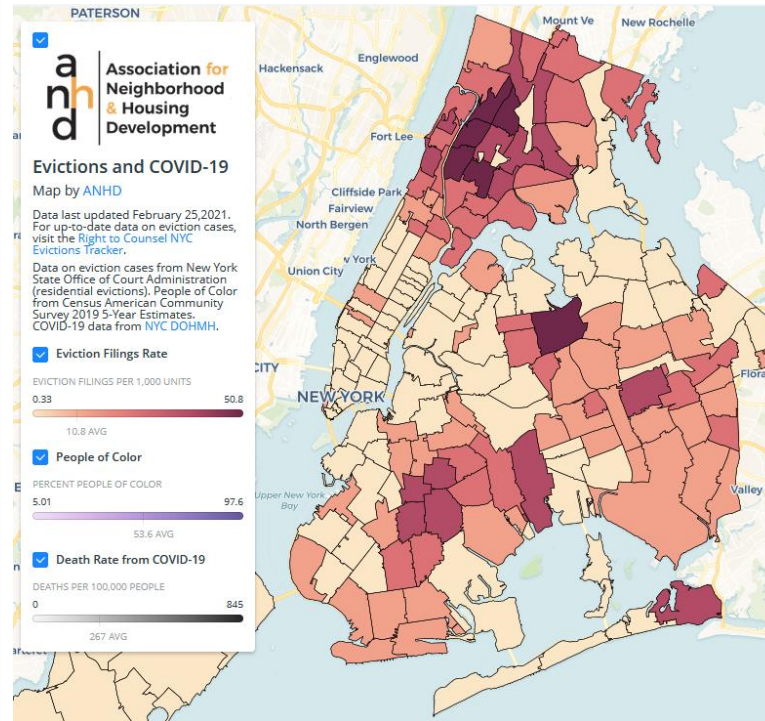 PATERSON
Mount Ve
New Rochelle
Englewood
Hackensack
Fort Lee
Cliffside Park
Fairview
North Bergen
v York
Union City
CITY
NEW YORK
Upper New York
Bay
Flora
Valley
anhd
Association for
Neighborhood
& Housing
Development
Evictions and COVID-19
Map by ANHD
Data last updated February 25,2021.
For up-to-date data on eviction cases,
visit the Right to Counsel NYC
Evictions Tracker.
Data on eviction cases from New York
State Office of Court Administration
(residential evictions). People of Color
from Census American Community
Survey 2019 5-Year Estimates.
COVID-19 data from NYC DOHMH.
Eviction Filings Rate
EVICTION FILINGS PER 1,000 UNITS
0.33 50.8
10.8 AVG
People of Color
PERCENT PEOPLE OF COLOR
5.01 97.6
53.6 AVG
Death Rate from COVID-19
DEATHS PER 100,000 PEOPLE
0 845
267 AVG